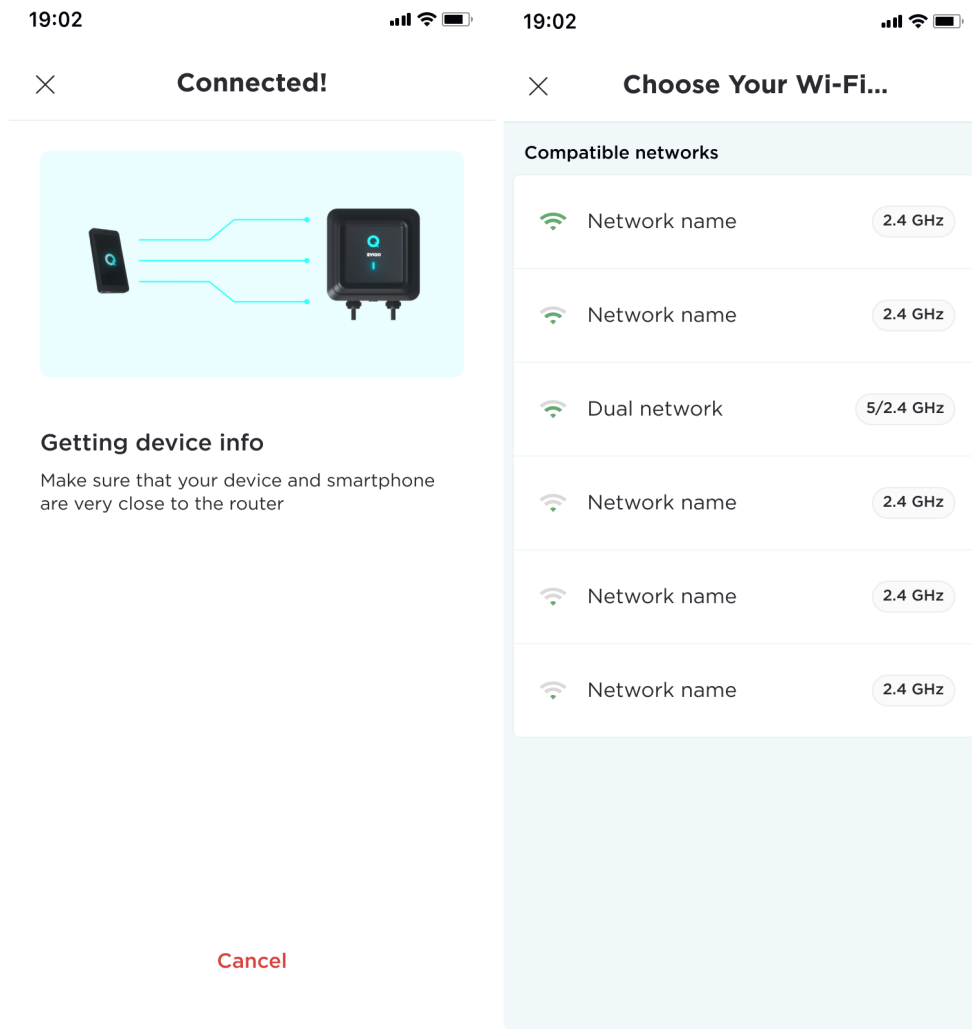 19:02
Connected!
EVIQO
Getting device info
Make sure that your device and smartphone
are very close to the router
Cancel
19:02
Choose Your Wi-Fi...
Compatible networks
Network name 2.4 GHz
Network name 2.4 GHz
Dual network 5/2.4 GHz
Network name 2.4 GHz
Network name 2.4 GHz
Network name 2.4 GHz